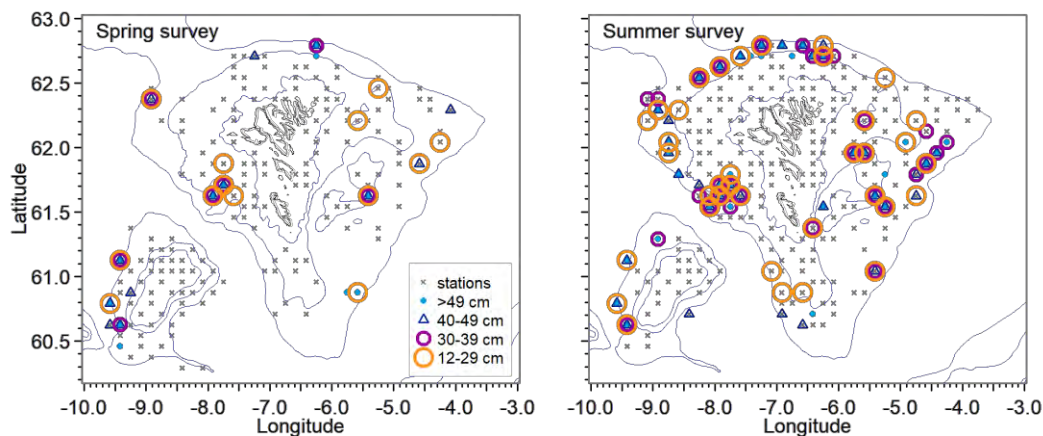 Spring survey
Summer survey
63.0
62.5
62.0
61.5
61.0
60.5
Latitude
stations
>49 cm
40-49 cm
30-39 cm
12-29 cm
-10.0 -9.0 -8.0 -7.0 -6.0 -5.0 -4.0 -3.0
-10.0 -9.0 -8.0 -7.0 -6.0 -5.0 -4.0 -3.0
Longitude
Longitude